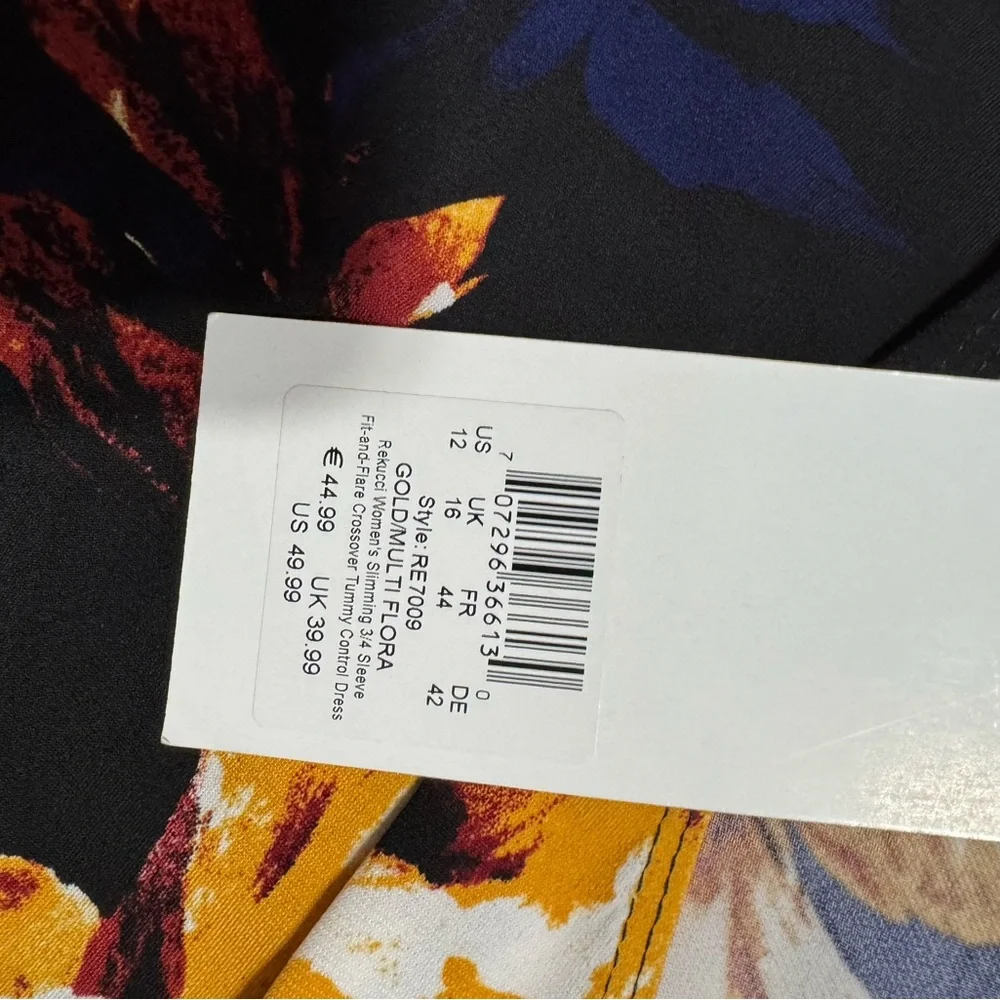 7 07296 36613 0
US UK FR DE
12 16 44 42
Style: RE7009
GOLD/MULTI FLORA
Rekucci Women's Slimming 3/4 Sleeve
Fit-and-Flare Crossover Tummy Control Dress
€ 44.99 UK 39.99
US 49.99